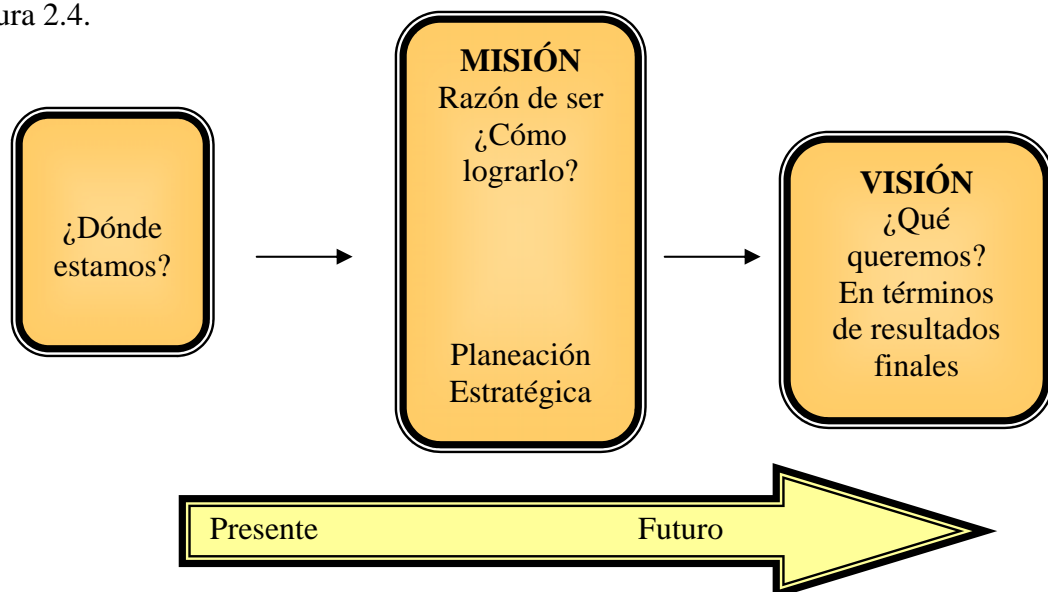 2.4.
¿Dónde
estamos?
MISIÓN
Razón de ser
¿Cómo
lograrlo?
Planeación
Estratégica
VISIÓN
¿Qué
queremos?
En términos
de resultados
finales
Presente Futuro